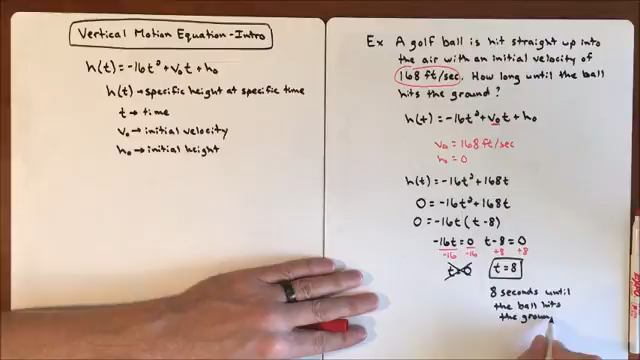 Vertical Motion Equation-Intro
h(t)=-16t²+v₀t+h₀
h(t)→specific height at specific time
t→time
v₀→initial velocity
h₀→initial height
Ex A golf ball is hit straight up into
the air with an initial velocity of
168 ft/sec. How long until the ball
hits the ground?
h(t)=-16t²+v₀t+h₀
v₀=168ft/sec
h₀=0
h(t)=-16t²+168t
0=-16t²+168t
0=-16t(t-8)
-16t=0 t-8=0
-16 -16 +8 +8
t=0 t=8
8 seconds until
the ball hits
the groun